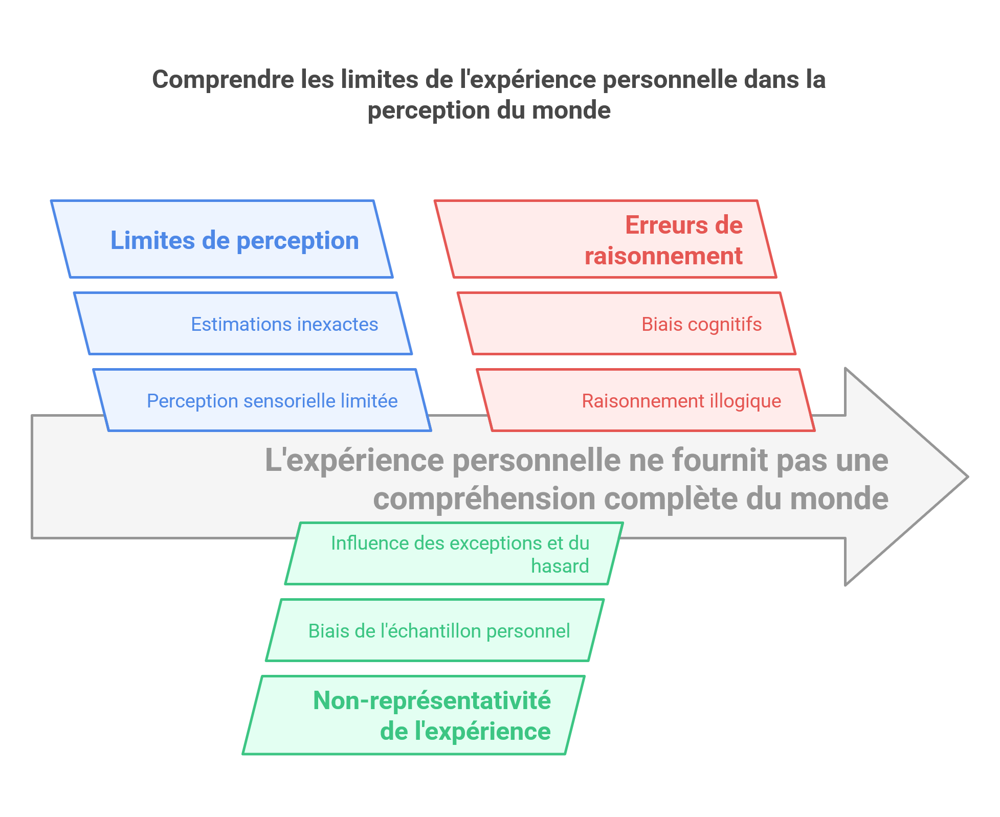 Comprendre les limites de l'expérience personnelle dans la
perception du monde
Limites de perception
Estimations inexactes
Perception sensorielle limitée
Erreurs de
raisonnement
Biais cognitifs
Raisonnement illogique
L'expérience personnelle ne fournit pas une
compréhension complète du monde
Influence des exceptions et du
hasard
Biais de l'échantillon personnel
Non-représentativité
de l'expérience